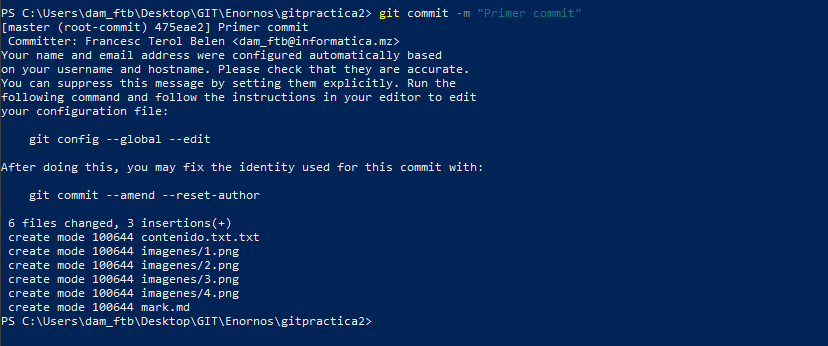 PS C:\Users\dam_ftb\Desktop\GIT\Enornos\gitpractica2> git commit -m "Primer commit"
[master (root-commit) 475eae2] Primer commit
 Committer: Francesc Terol Belen <dam_ftb@informatica.mz>
Your name and email address were configured automatically based
on your username and hostname. Please check that they are accurate.
You can suppress this message by setting them explicitly. Run the
following command and follow the instructions in your editor to edit
your configuration file:

    git config --global --edit

After doing this, you may fix the identity used for this commit with:

    git commit --amend --reset-author

 6 files changed, 3 insertions(+)
 create mode 100644 contenido.txt.txt
 create mode 100644 imagenes/1.png
 create mode 100644 imagenes/2.png
 create mode 100644 imagenes/3.png
 create mode 100644 imagenes/4.png
 create mode 100644 mark.md
PS C:\Users\dam_ftb\Desktop\GIT\Enornos\gitpractica2>